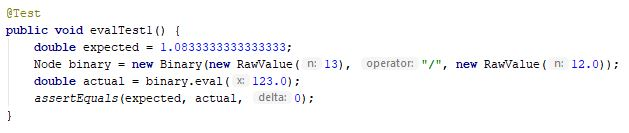 @Test
public void evalTest1() {
    double expected = 1.0833333333333333;
    Node binary = new Binary(new RawValue( n: 13), operator: "/", new RawValue( n: 12.0));
    double actual = binary.eval( x: 123.0);
    assertEquals(expected, actual, delta: 0);
}